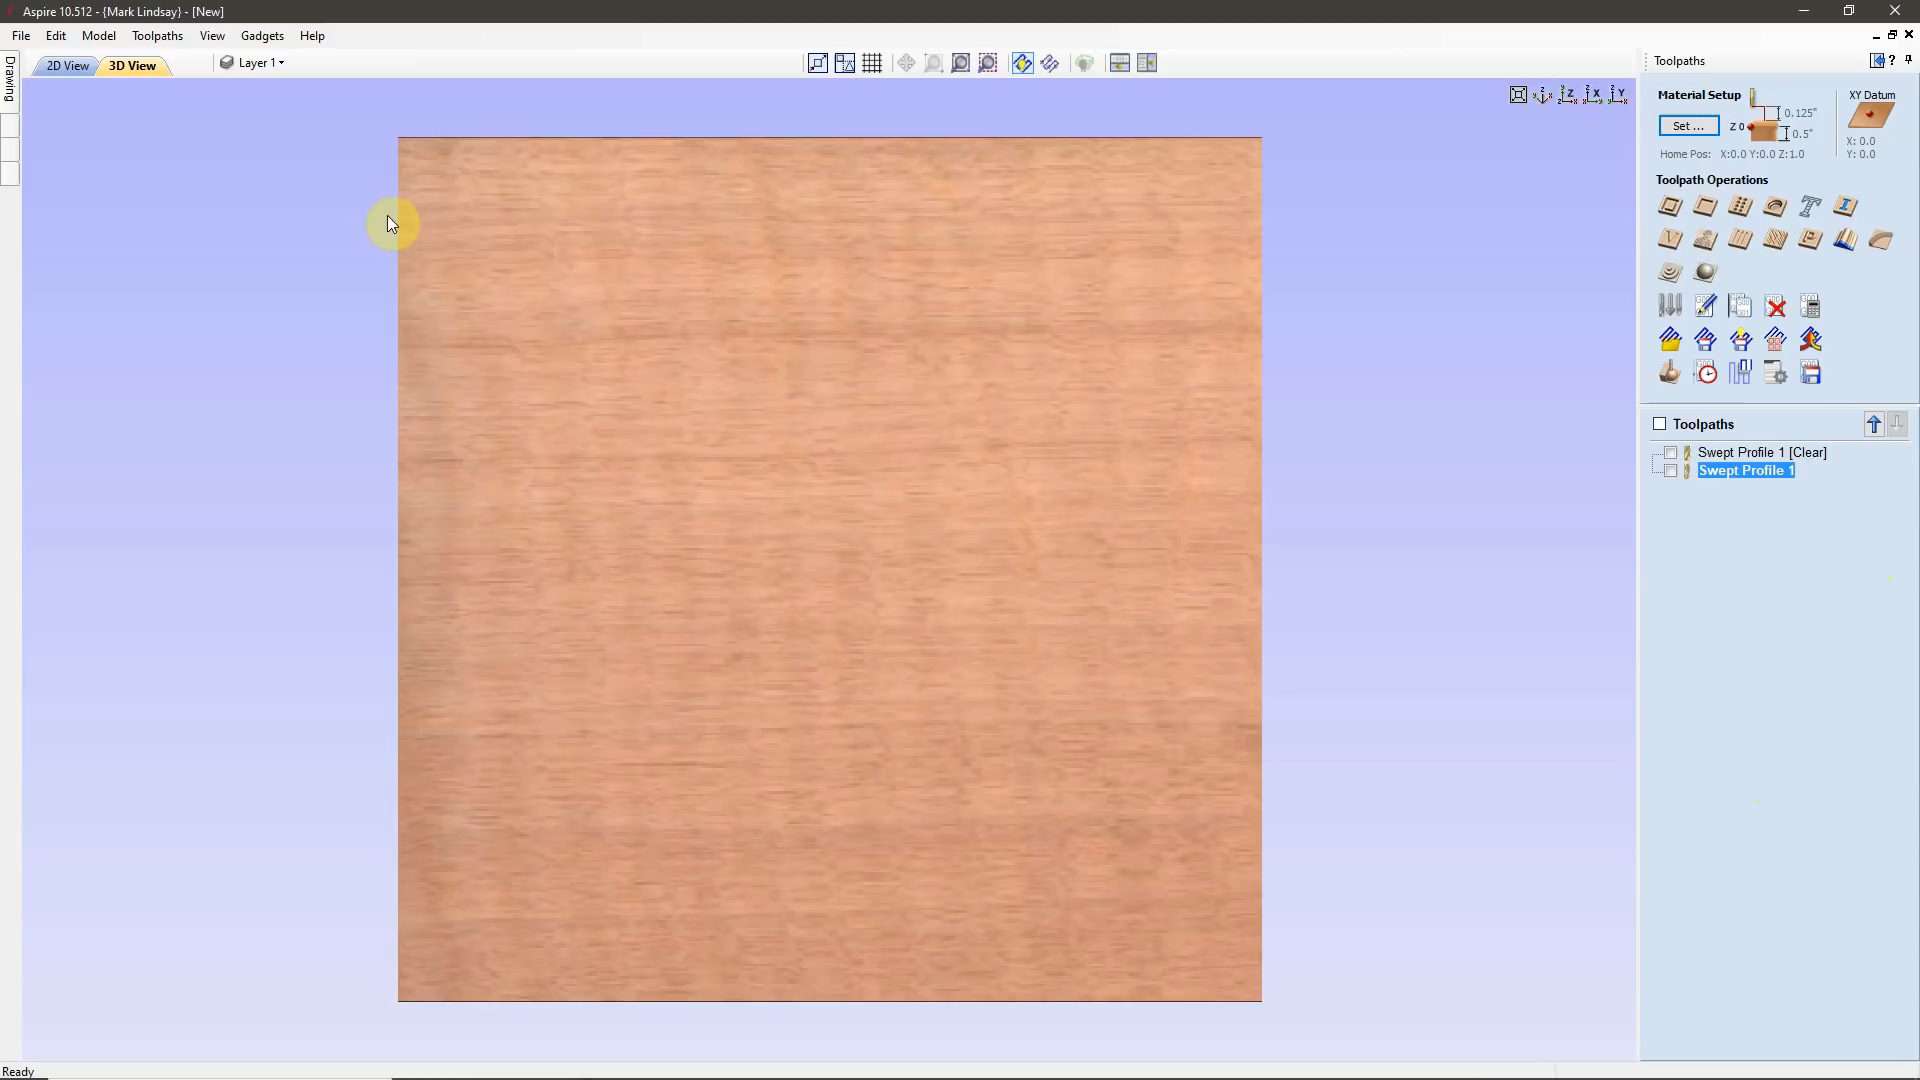 Aspire 10.512 - {Mark Lindsay} - [New]
File Edit Model Toolpaths View Gadgets Help
Drawing
2D View 3D View Layer 1
Toolpaths
Material Setup
Set ...
Z 0
0.125"
0.5"
Home Pos: X:0.0 Y:0.0 Z:1.0
XY Datum
X: 0.0
Y: 0.0
Toolpath Operations
Toolpaths
Swept Profile 1 [Clear]
Swept Profile 1
Ready